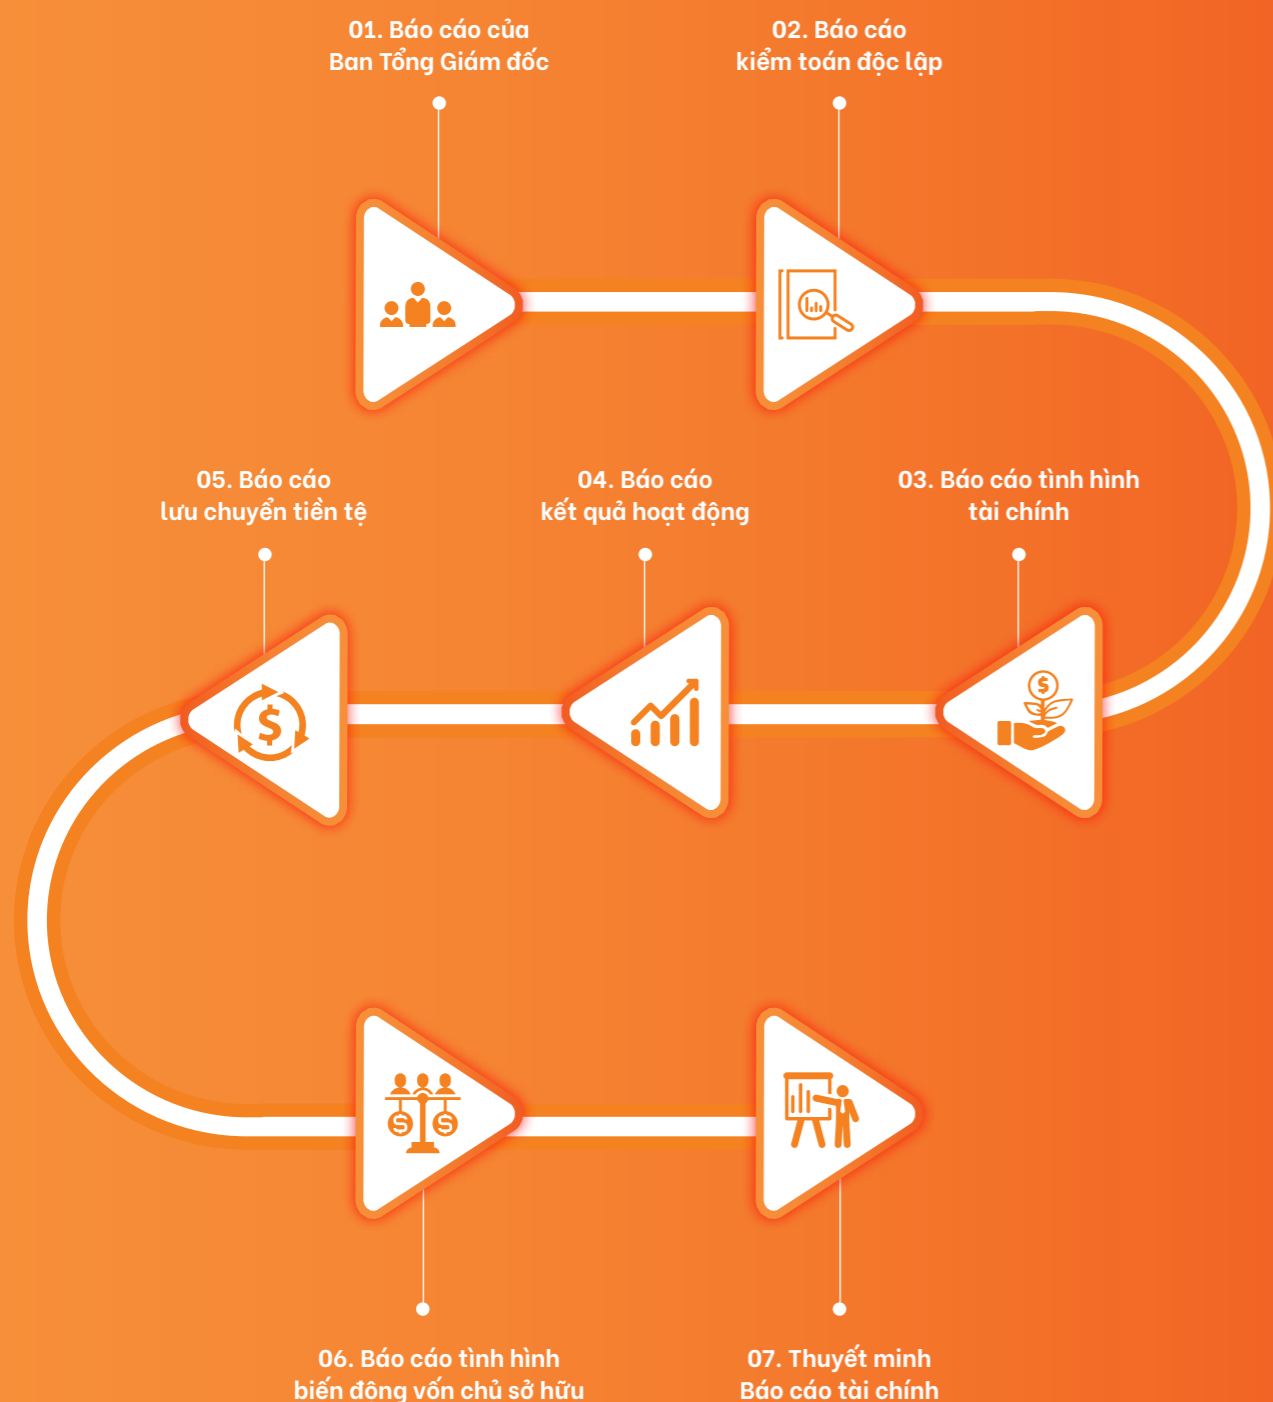 01. Báo cáo của
Ban Tổng Giám đốc
02. Báo cáo
kiểm toán độc lập
03. Báo cáo tình hình
tài chính
04. Báo cáo
kết quả hoạt động
05. Báo cáo
lưu chuyển tiền tệ
06. Báo cáo tình hình
biến động vốn chủ sở hữu
07. Thuyết minh
Báo cáo tài chính